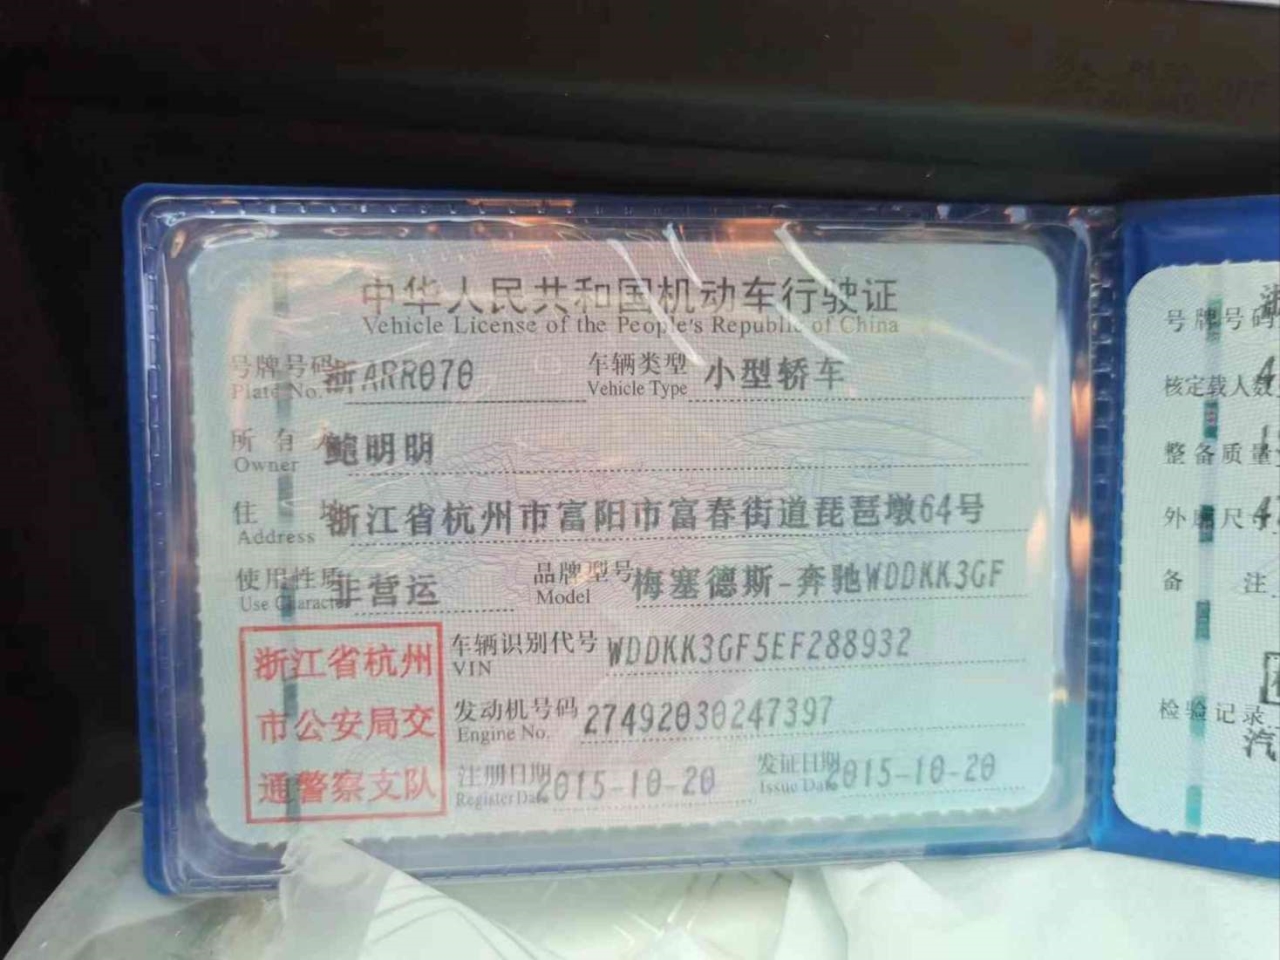 中华人民共和国机动车行驶证
Vehicle License of the People's Republic of China
号牌号码 浙ARR070 车辆类型 小型轿车
Plate No. Vehicle Type
所有人 鲍明明
Owner
住址 浙江省杭州市富阳市富春街道琵琶墩64号
Address
使用性质 非营运 品牌型号 梅塞德斯-奔驰WDDKK3GF
Use Character Model
浙江省杭州
市公安局交
通警察支队
车辆识别代号 WDDKK3GF5EF288932
VIN
发动机号码 27492030247397
Engine No.
注册日期 2015-10-20 发证日期 2015-10-20
Register Date Issue Date
号牌号码
核定载人数
整备质量
外廓尺
备 注
检验记录
汽